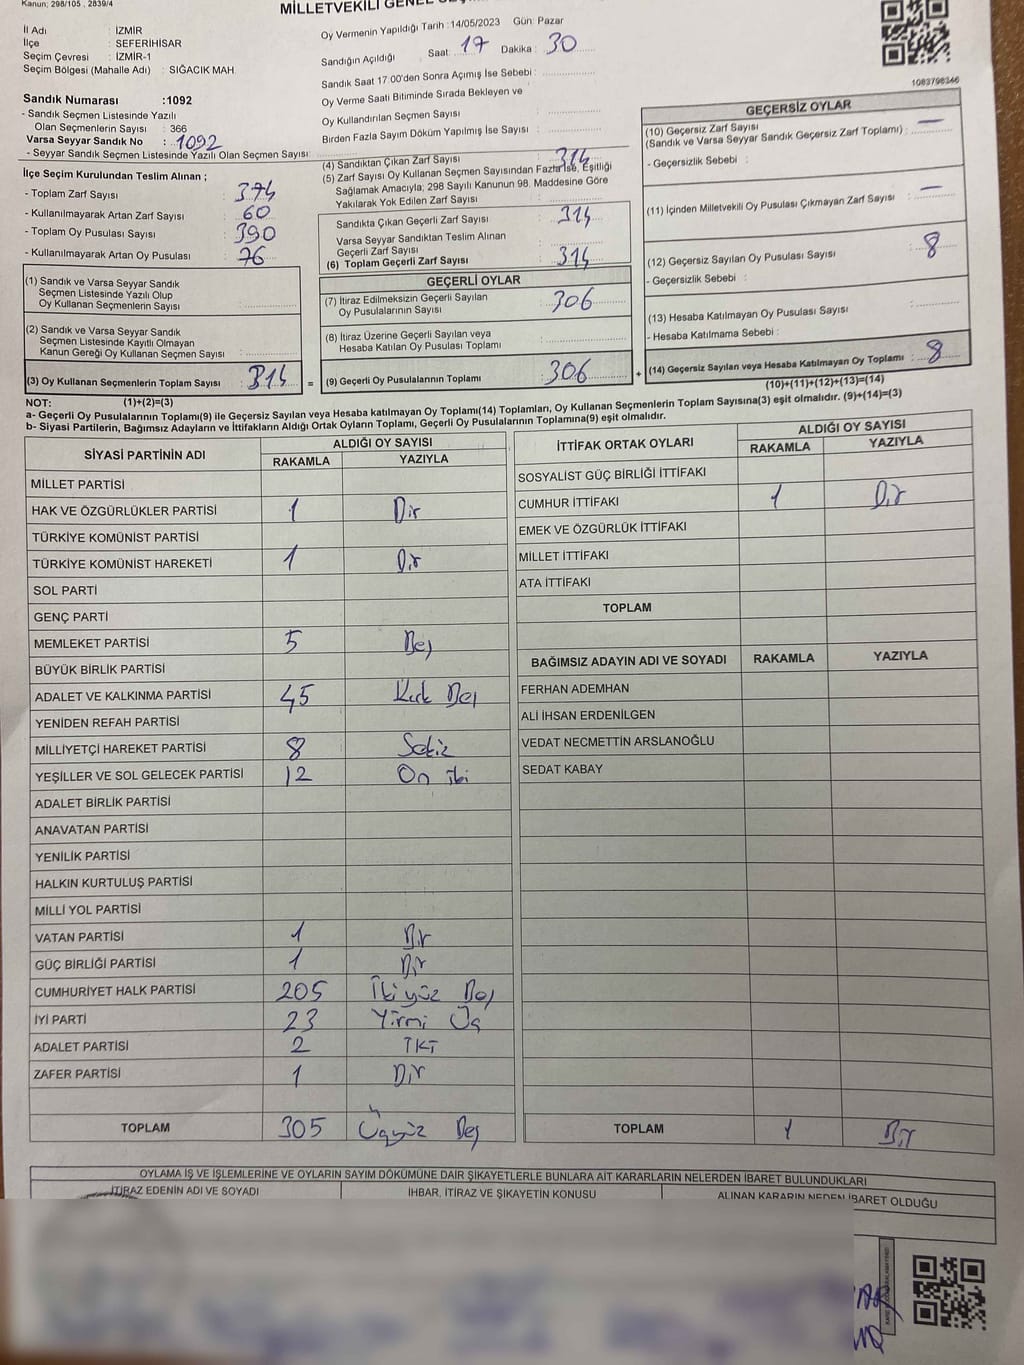 Kanun; 298/105 , 2839/4
İl Adı : İZMİR
İlçe : SEFERİHİSAR
Seçim Çevresi : İZMİR-1
Seçim Bölgesi (Mahalle Adı) : SIĞACIK MAH
Sandık Numarası :1092
- Sandık Seçmen Listesinde Yazılı
Olan Seçmenlerin Sayısı : 366
Varsa Seyyar Sandık No : 1092
- Seyyar Sandık Seçmen Listesinde Yazılı Olan Seçmen Sayısı:
İlçe Seçim Kurulundan Teslim Alınan ;
- Toplam Zarf Sayısı : 374
- Kullanılmayarak Artan Zarf Sayısı : 60
- Toplam Oy Pusulası Sayısı : 390
- Kullanılmayarak Artan Oy Pusulası : 76
(1) Sandık ve Varsa Seyyar Sandık
Seçmen Listesinde Yazılı Olup
Oy Kullanan Seçmenlerin Sayısı :
(2) Sandık ve Varsa Seyyar Sandık
Seçmen Listesinde Kayıtlı Olmayan
Kanun Gereği Oy Kullanan Seçmen Sayısı :
(3) Oy Kullanan Seçmenlerin Toplam Sayısı : 314 =
(1)+(2)=(3)
MİLLETVEKİLİ GENEL
Oy Vermenin Yapıldığı Tarih :14/05/2023 Gün: Pazar
Sandığın Açıldığı Saat: 17 Dakika : 30
Sandık Saat 17:00'den Sonra Açımış İse Sebebi :
Oy Verme Saati Bitiminde Sırada Bekleyen ve
Oy Kullandırılan Seçmen Sayısı :
Birden Fazla Sayım Döküm Yapılmış İse Sayısı :
(4) Sandıktan Çıkan Zarf Sayısı : 314
(5) Zarf Sayısı Oy Kullanan Seçmen Sayısından Fazla İse, Eşitliği
Sağlamak Amacıyla, 298 Sayılı Kanunun 98. Maddesine Göre
Yakılarak Yok Edilen Zarf Sayısı :
Sandıkta Çıkan Geçerli Zarf Sayısı : 314
Varsa Seyyar Sandıktan Teslim Alınan
Geçerli Zarf Sayısı :
(6) Toplam Geçerli Zarf Sayısı : 314
GEÇERLİ OYLAR
(7) İtiraz Edilmeksizin Geçerli Sayılan
Oy Pusulalarının Sayısı : 306
(8) İtiraz Üzerine Geçerli Sayılan veya
Hesaba Katılan Oy Pusulası Toplamı :
(9) Geçerli Oy Pusulalarının Toplamı : 306 +
1083798346
GEÇERSİZ OYLAR
(10) Geçersiz Zarf Sayısı
(Sandık ve Varsa Seyyar Sandık Geçersiz Zarf Toplamı) : —
- Geçersizlik Sebebi :
(11) İçinden Milletvekili Oy Pusulası Çıkmayan Zarf Sayısı : —
(12) Geçersiz Sayılan Oy Pusulası Sayısı : 8
- Geçersizlik Sebebi :
(13) Hesaba Katılmayan Oy Pusulası Sayısı :
- Hesaba Katılmama Sebebi :
(14) Geçersiz Sayılan veya Hesaba Katılmayan Oy Toplamı : 8
(10)+(11)+(12)+(13)=(14)
NOT:
a- Geçerli Oy Pusulalarının Toplamı(9) ile Geçersiz Sayılan veya Hesaba katılmayan Oy Toplamı(14) Toplamları, Oy Kullanan Seçmenlerin Toplam Sayısına(3) eşit olmalıdır. (9)+(14)=(3)
b- Siyasi Partilerin, Bağımsız Adayların ve İttifakların Aldığı Ortak Oyların Toplamı, Geçerli Oy Pusulalarının Toplamına(9) eşit olmalıdır.
SİYASİ PARTİNİN ADI ALDIĞI OY SAYISI
RAKAMLA YAZIYLA
MİLLET PARTİSİ
HAK VE ÖZGÜRLÜKLER PARTİSİ 1 Bir
TÜRKİYE KOMÜNİST PARTİSİ
TÜRKİYE KOMÜNİST HAREKETİ 1 Bir
SOL PARTİ
GENÇ PARTİ
MEMLEKET PARTİSİ 5 Beş
BÜYÜK BİRLİK PARTİSİ
ADALET VE KALKINMA PARTİSİ 45 Kırk Beş
YENİDEN REFAH PARTİSİ
MİLLİYETÇİ HAREKET PARTİSİ 8 Sekiz
YEŞİLLER VE SOL GELECEK PARTİSİ 12 On iki
ADALET BİRLİK PARTİSİ
ANAVATAN PARTİSİ
YENİLİK PARTİSİ
HALKIN KURTULUŞ PARTİSİ
MİLLİ YOL PARTİSİ
VATAN PARTİSİ 1 Bir
GÜÇ BİRLİĞİ PARTİSİ 1 Bir
CUMHURİYET HALK PARTİSİ 205 İkiyüz Beş
İYİ PARTİ 23 Yirmi Üç
ADALET PARTİSİ 2 İKİ
ZAFER PARTİSİ 1 Bir
TOPLAM 305 Üçyüz Beş
İTTİFAK ORTAK OYLARI ALDIĞI OY SAYISI
RAKAMLA YAZIYLA
SOSYALİST GÜÇ BİRLİĞİ İTTİFAKI
CUMHUR İTTİFAKI 1 Bir
EMEK VE ÖZGÜRLÜK İTTİFAKI
MİLLET İTTİFAKI
ATA İTTİFAKI
TOPLAM
BAĞIMSIZ ADAYIN ADI VE SOYADI RAKAMLA YAZIYLA
FERHAN ADEMHAN
ALİ İHSAN ERDENİLGEN
VEDAT NECMETTİN ARSLANOĞLU
SEDAT KABAY
TOPLAM 1 Bir
OYLAMA İŞ VE İŞLEMLERİNE VE OYLARIN SAYIM DÖKÜMÜNE DAİR ŞİKAYETLERLE BUNLARA AİT KARARLARIN NELERDEN İBARET BULUNDUKLARI
İTİRAZ EDENİN ADI VE SOYADI İHBAR, İTİRAZ VE ŞİKAYETİN KONUSU ALINAN KARARIN NEDEN İBARET OLDUĞU